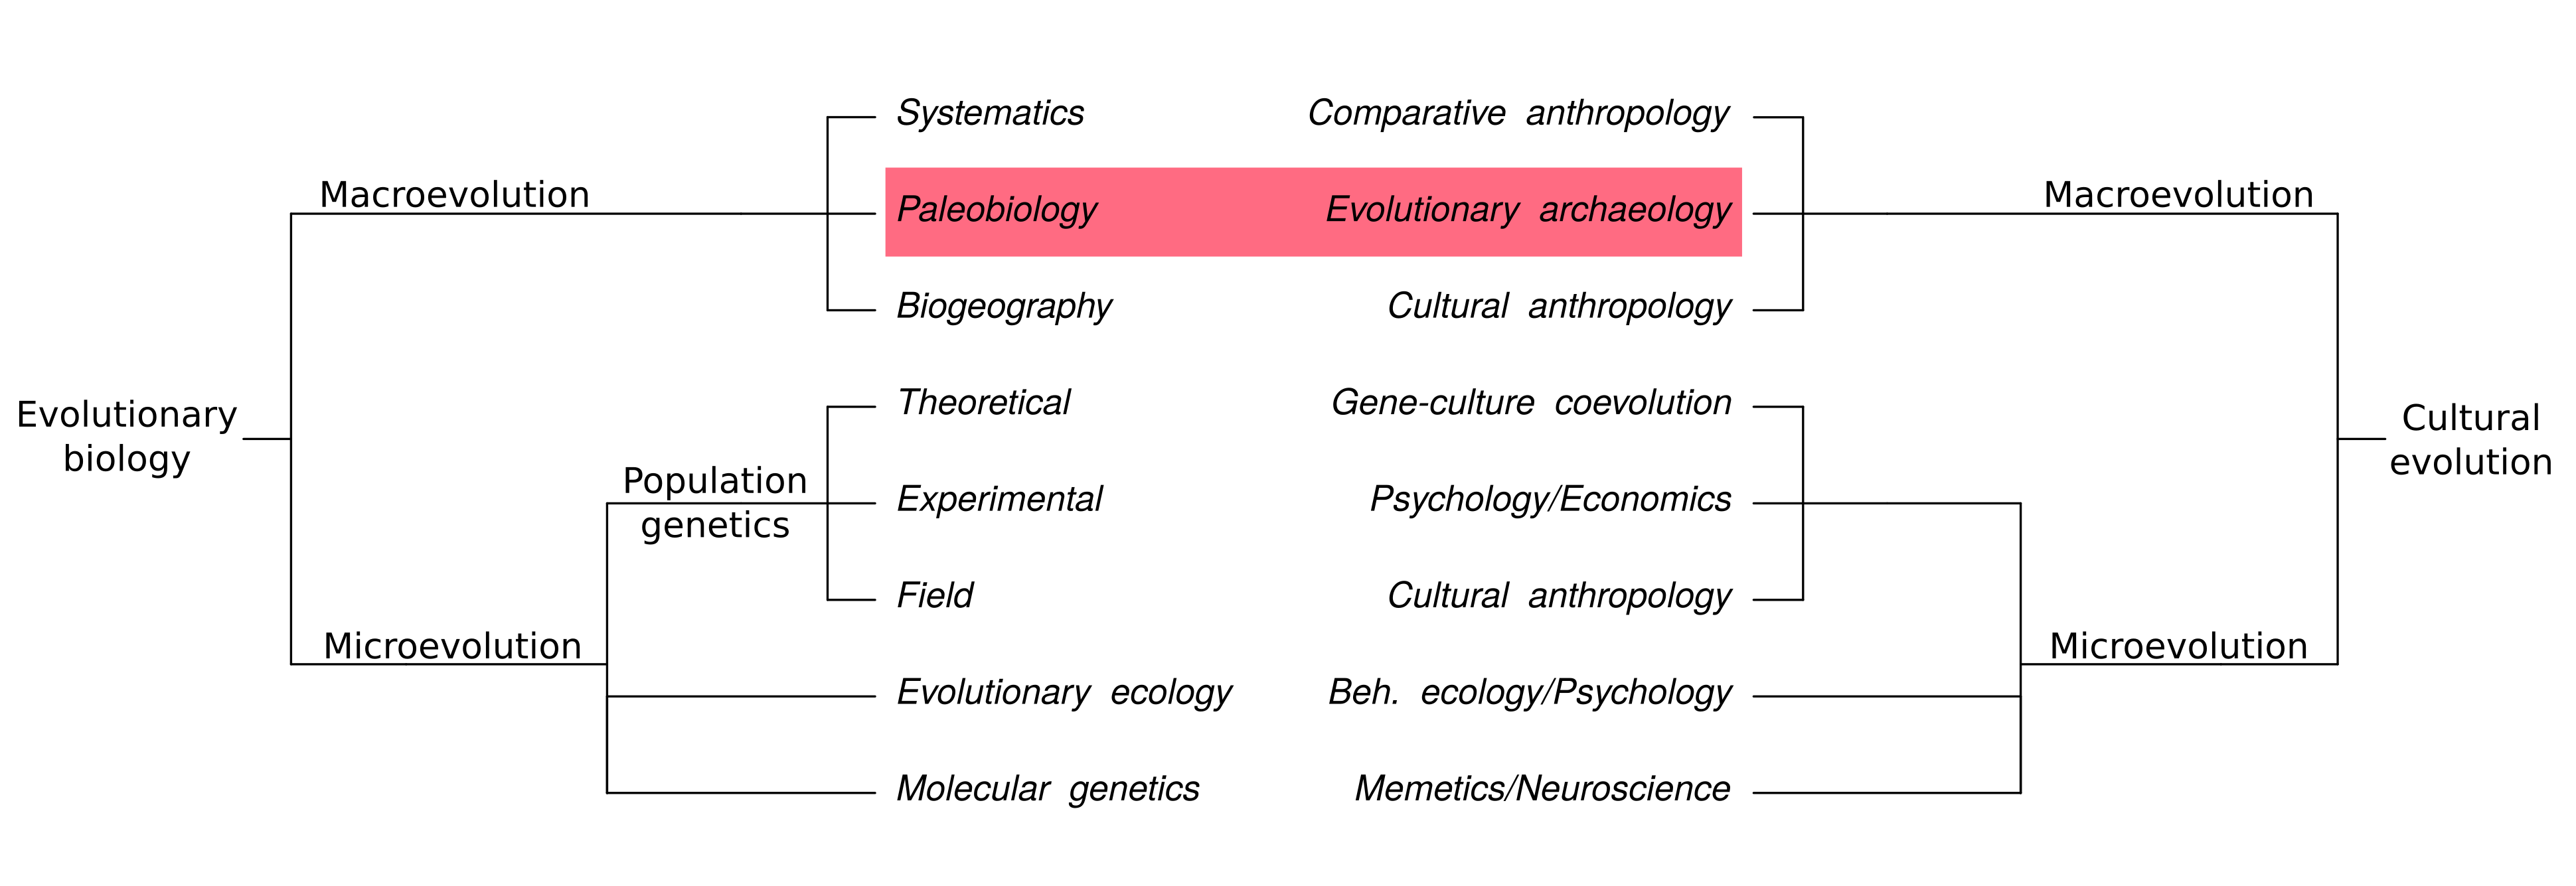 Systematics
Comparative anthropology
Macroevolution
Macroevolution
Paleobiology
Evolutionary archaeology
Biogeography
Cultural anthropology
Evolutionary
biology
Theoretical
Gene-culture coevolution
Cultural
evolution
Population
genetics
Experimental
Psychology/Economics
Field
Cultural anthropology
Microevolution
Microevolution
Evolutionary ecology
Beh. ecology/Psychology
Molecular genetics
Memetics/Neuroscience